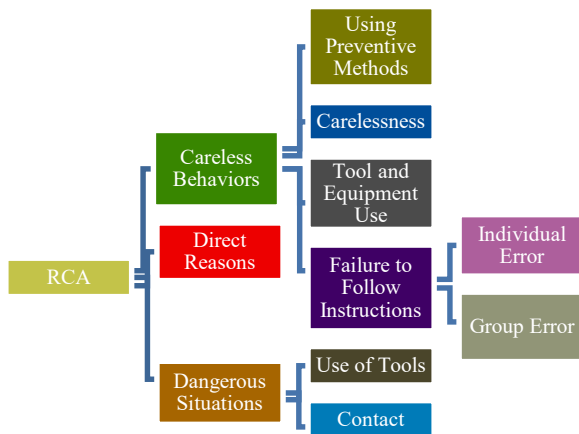 RCA
Careless
Behaviors
Direct
Reasons
Dangerous
Situations
Using
Preventive
Methods
Carelessness
Tool and
Equipment
Use
Failure to
Follow
Instructions
Use of Tools
Contact
Individual
Error
Group Error